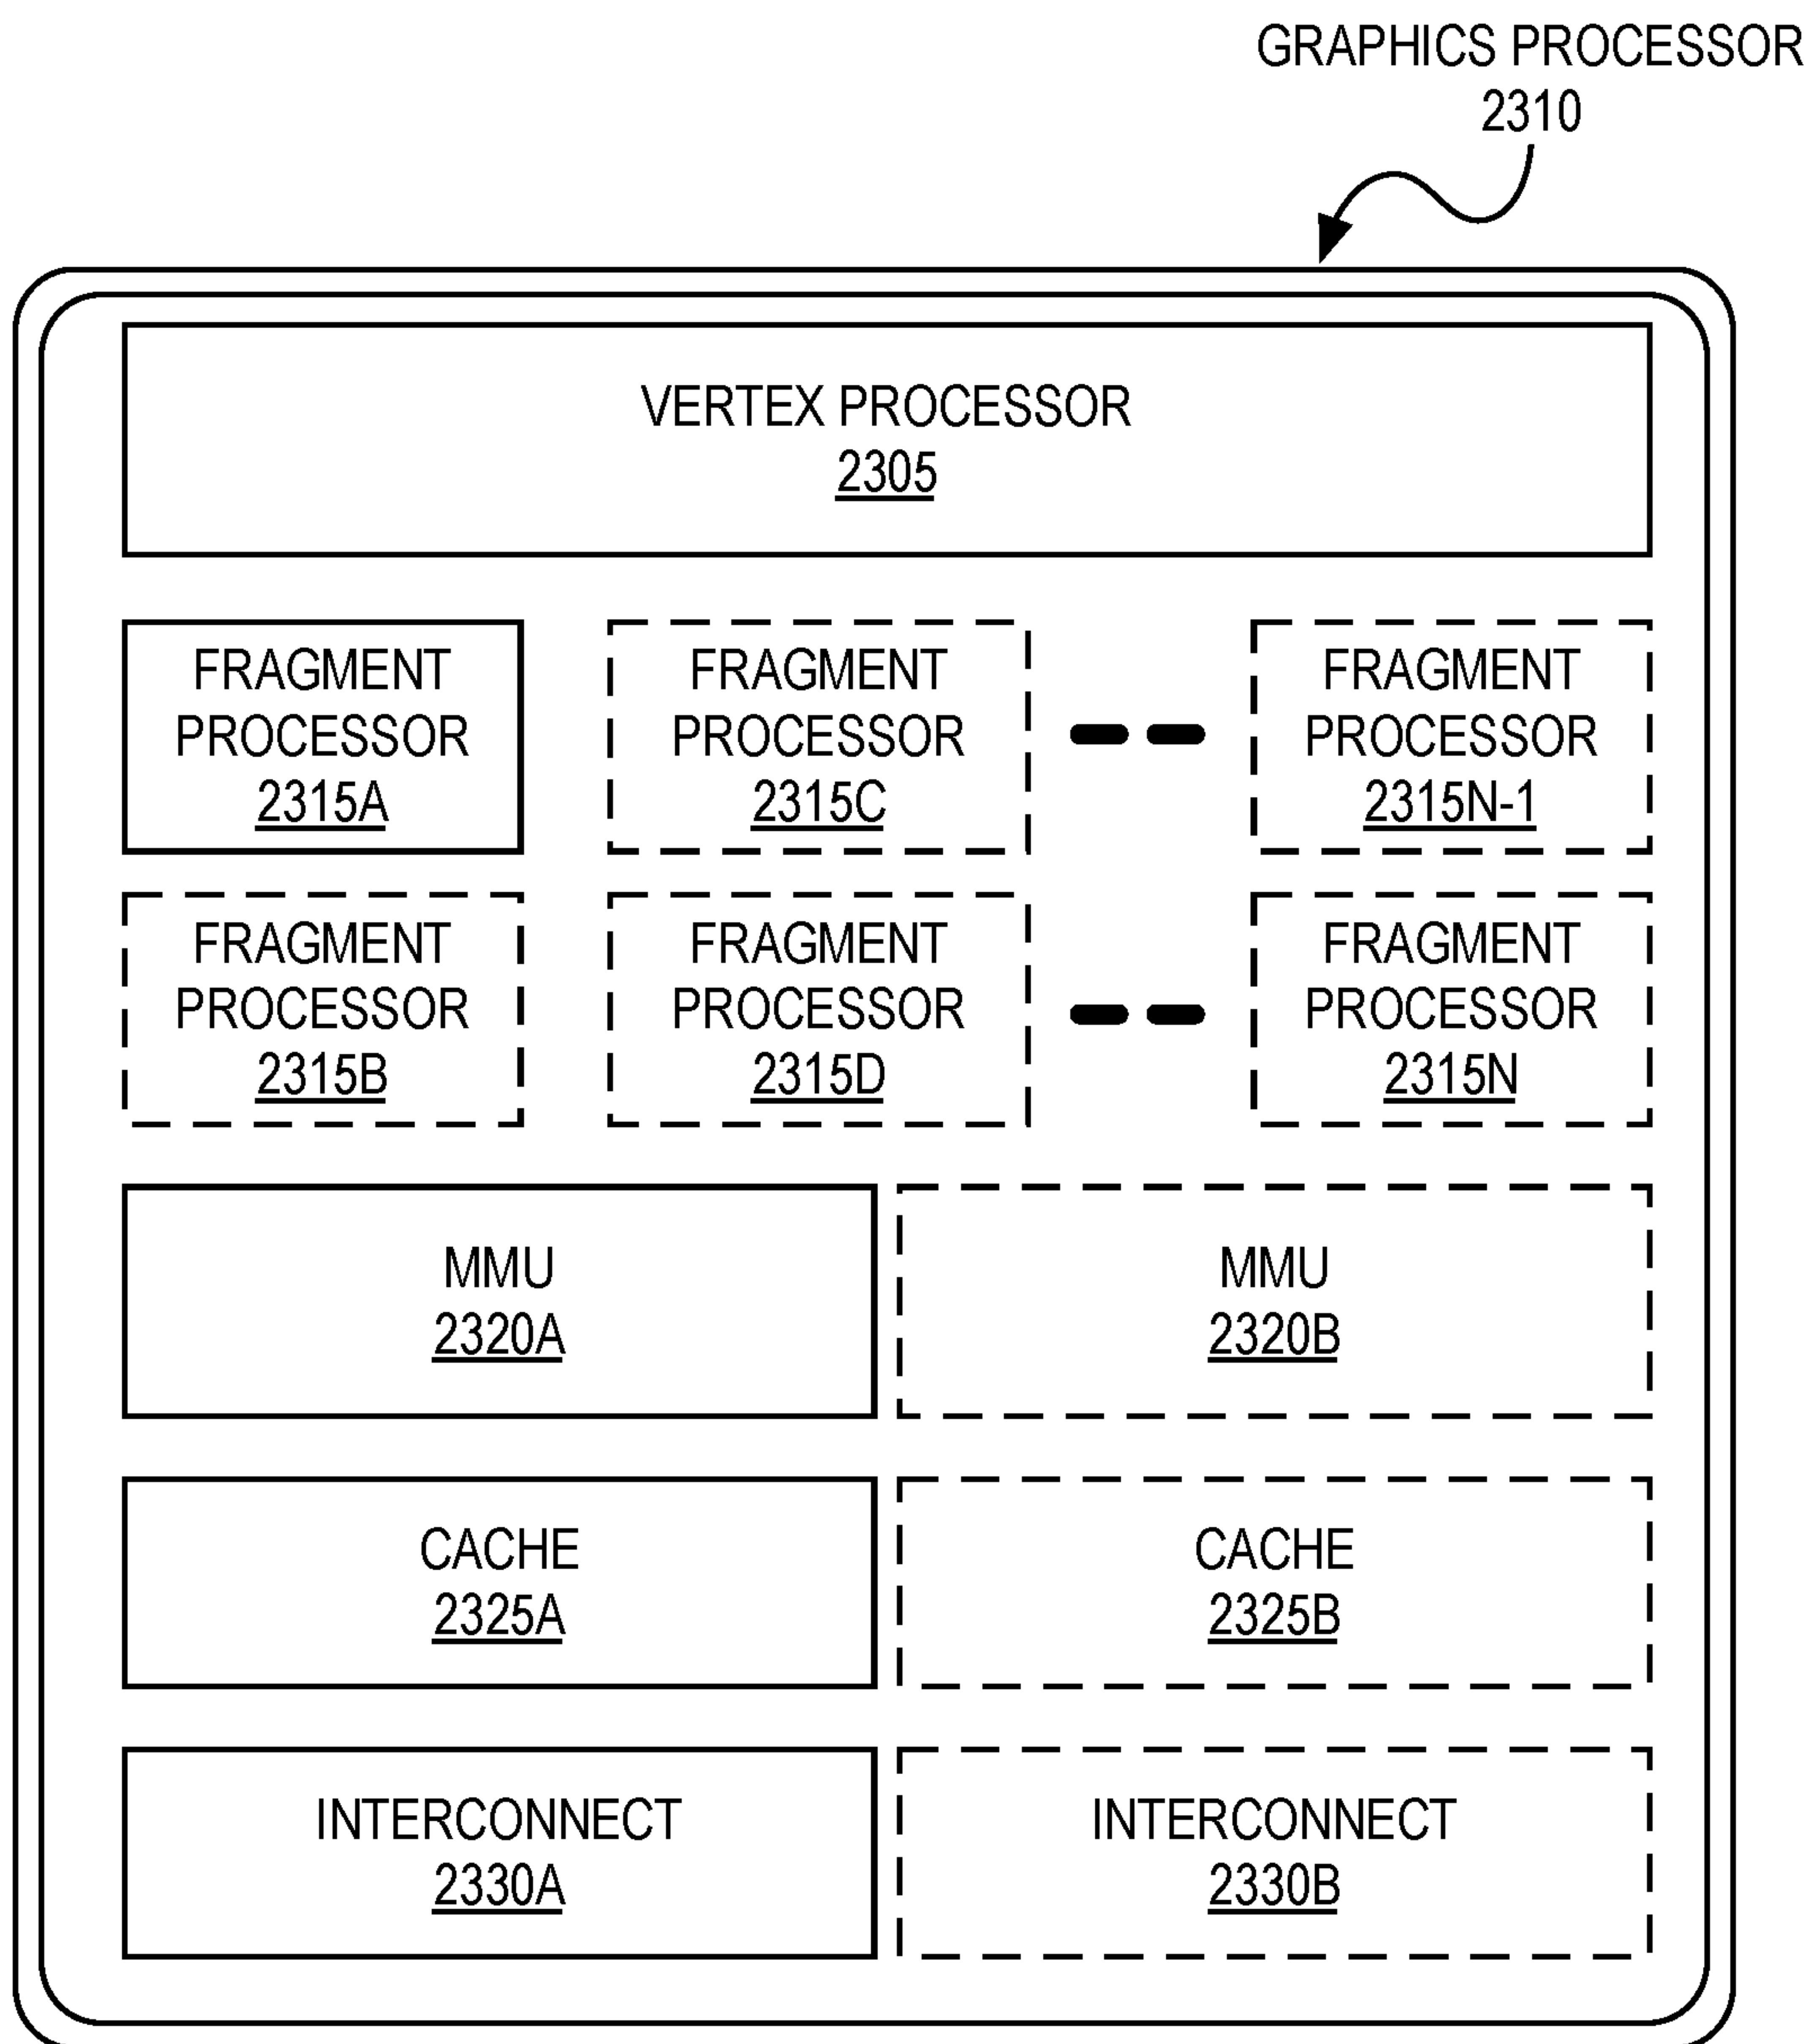 GRAPHICS PROCESSOR
2310
VERTEX PROCESSOR
2305
FRAGMENT
PROCESSOR
2315A
FRAGMENT
PROCESSOR
2315C
FRAGMENT
PROCESSOR
2315N-1
FRAGMENT
PROCESSOR
2315B
FRAGMENT
PROCESSOR
2315D
FRAGMENT
PROCESSOR
2315N
MMU
2320A
MMU
2320B
CACHE
2325A
CACHE
2325B
INTERCONNECT
2330A
INTERCONNECT
2330B